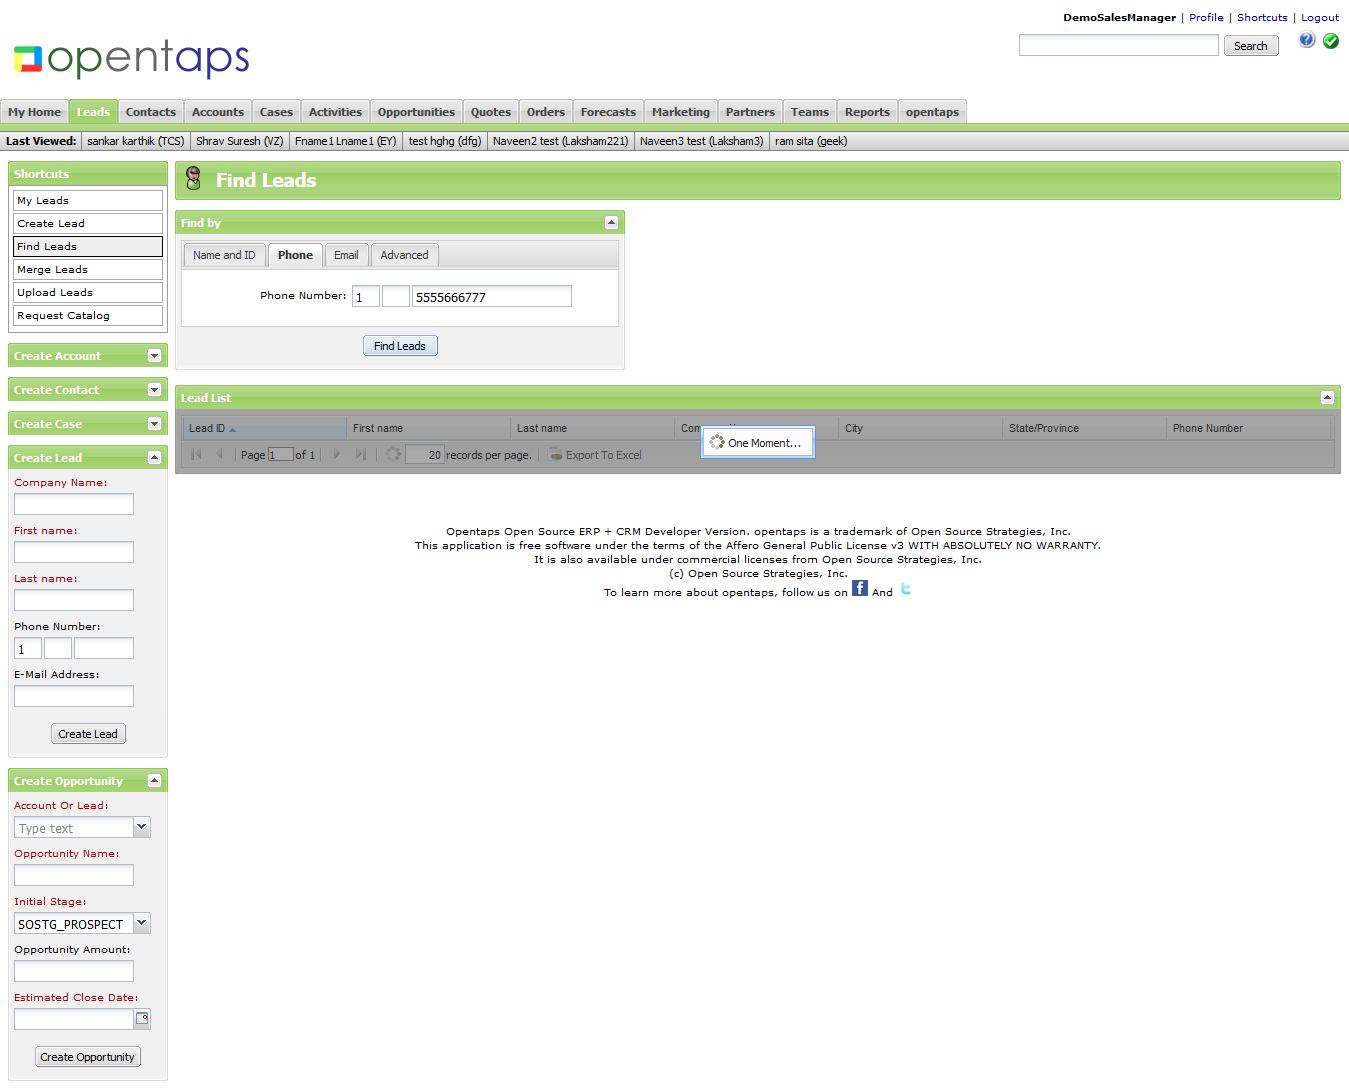 DemoSalesManager | Profile | Shortcuts | Logout
Search
opentaps
My Home Leads Contacts Accounts Cases Activities Opportunities Quotes Orders Forecasts Marketing Partners Teams Reports opentaps
Last Viewed: sankar karthik (TCS) Shrav Suresh (VZ) Fname1 Lname1 (EY) test hghg (dfg) Naveen2 test (Laksham221) Naveen3 test (Laksham3) ram sita (geek)
Shortcuts
My Leads
Create Lead
Find Leads
Merge Leads
Upload Leads
Request Catalog
Create Account
Create Contact
Create Case
Create Lead
Company Name:
First name:
Last name:
Phone Number:
1
E-Mail Address:
Create Lead
Create Opportunity
Account Or Lead:
Type text
Opportunity Name:
Initial Stage:
SOSTG_PROSPECT
Opportunity Amount:
Estimated Close Date:
Create Opportunity
Find Leads
Find by
Name and ID Phone Email Advanced
Phone Number: 1 5555666777
Find Leads
Lead List
Lead ID First name Last name City State/Province Phone Number
One Moment...
Page 1 of 1 20 records per page. Export To Excel
Opentaps Open Source ERP + CRM Developer Version. opentaps is a trademark of Open Source Strategies, Inc.
This application is free software under the terms of the Affero General Public License v3 WITH ABSOLUTELY NO WARRANTY.
It is also available under commercial licenses from Open Source Strategies, Inc.
(c) Open Source Strategies, Inc.
To learn more about opentaps, follow us on f And t